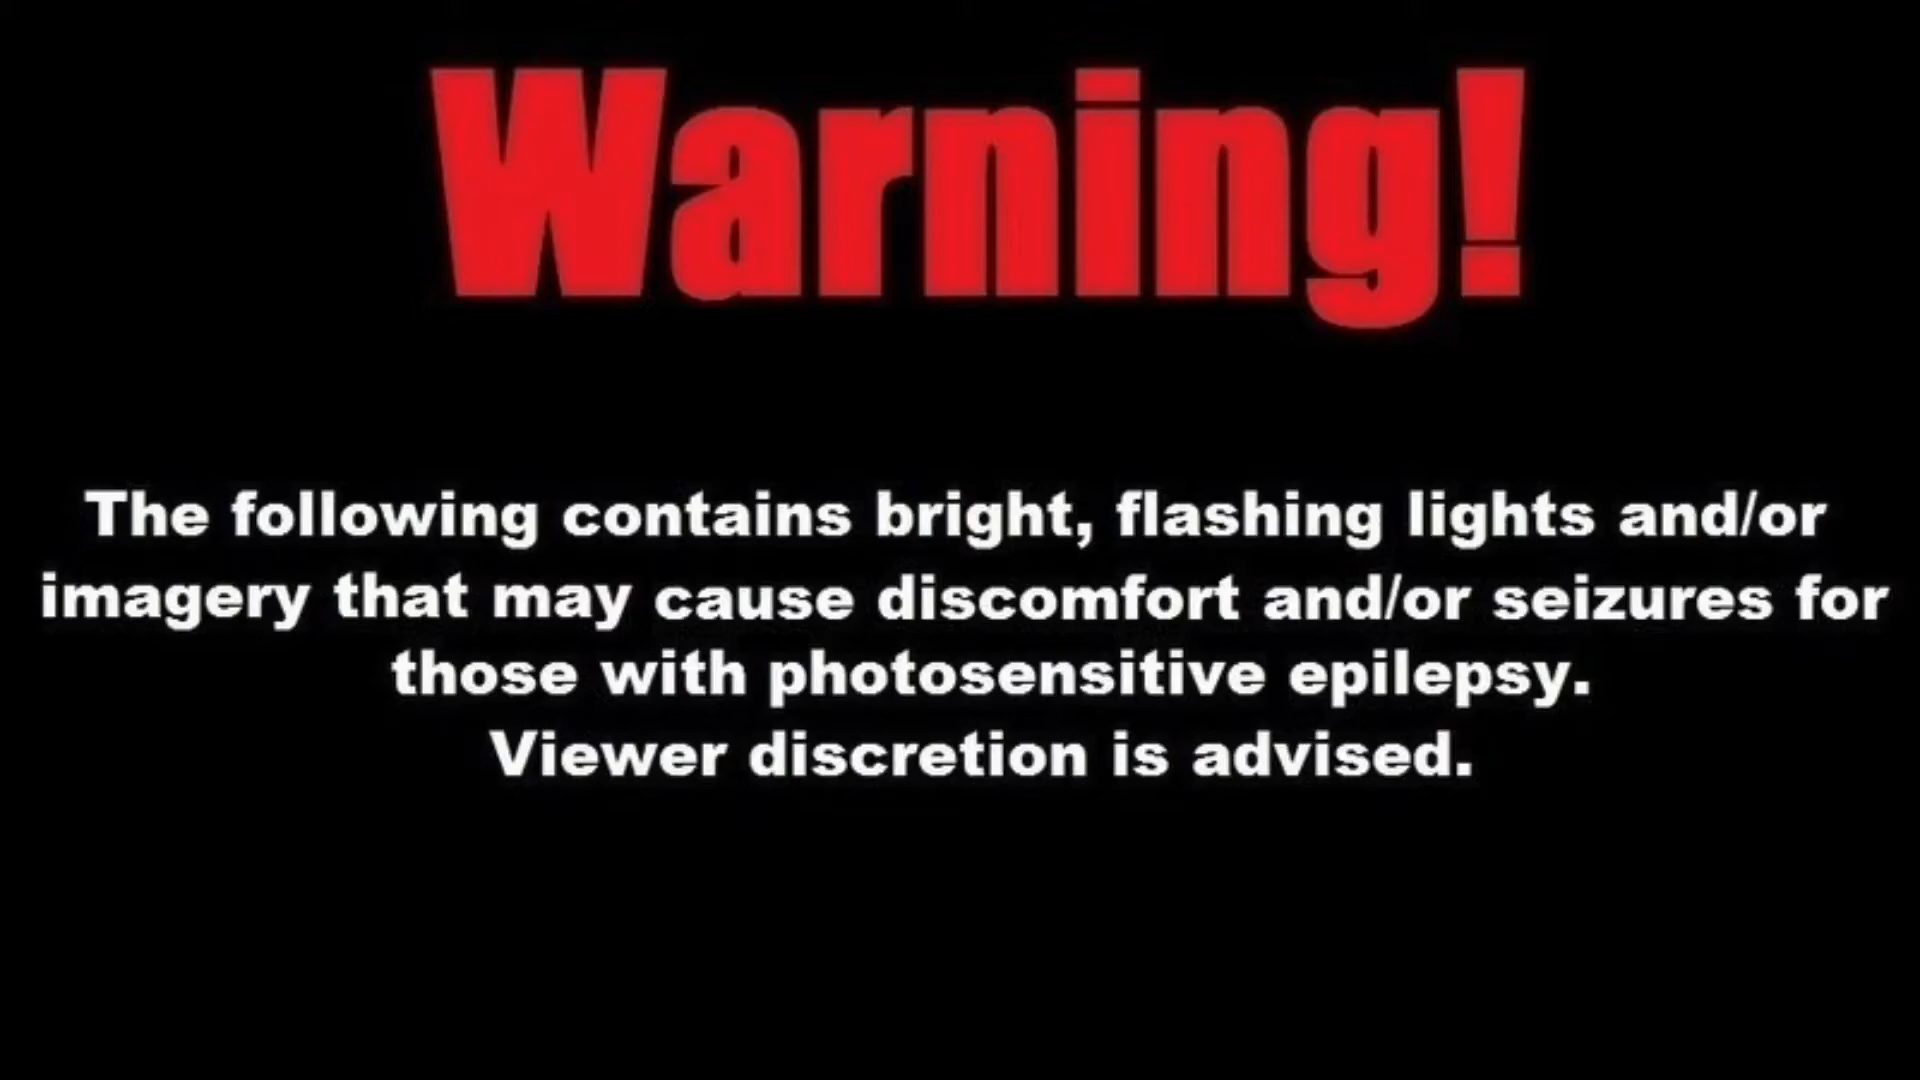 Warning!
The following contains bright, flashing lights and/or
imagery that may cause discomfort and/or seizures for
those with photosensitive epilepsy.
Viewer discretion is advised.